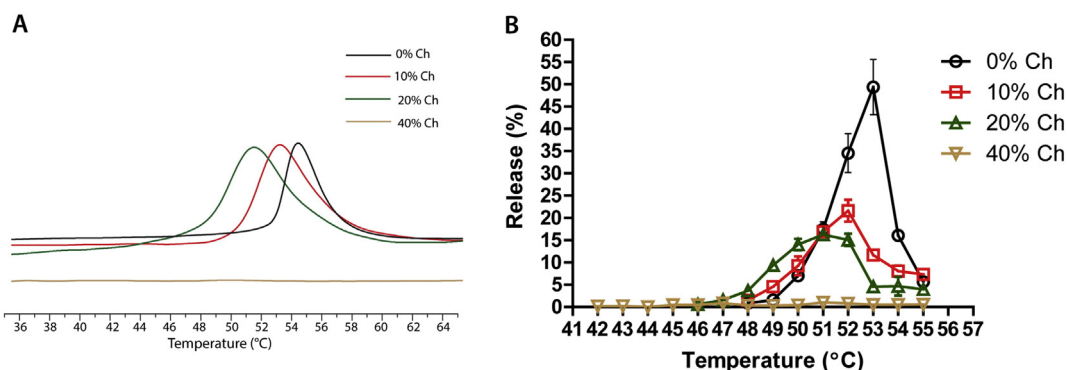 A
0% Ch
10% Ch
20% Ch
40% Ch
36 38 40 42 44 46 48 50 52 54 56 58 60 62 64
Temperature (°C)
B
60
55
50
45
40
35
30
25
20
15
10
5
0
Release (%)
41 42 43 44 45 46 47 48 49 50 51 52 53 54 55 56 57
Temperature (°C)
0% Ch
10% Ch
20% Ch
40% Ch